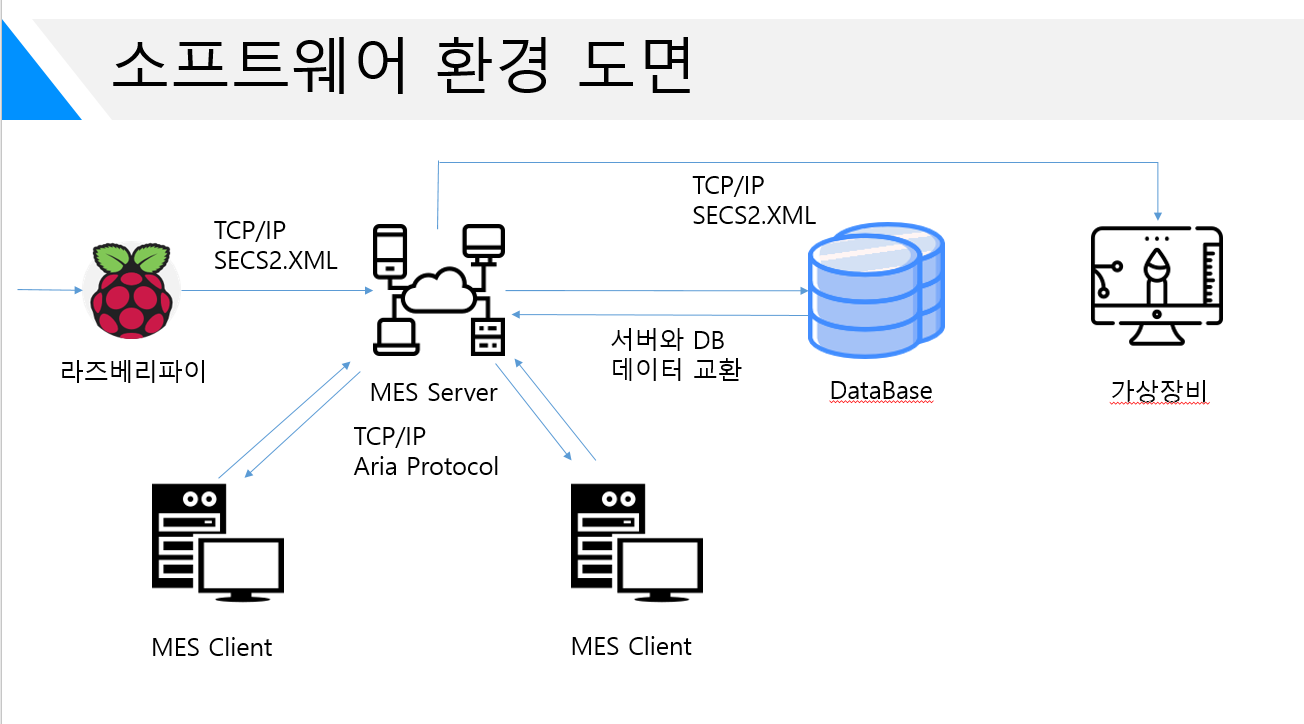 소프트웨어 환경 도면
TCP/IP
SECS2.XML
TCP/IP
SECS2.XML
라즈베리파이
MES Server
서버와 DB
데이터 교환
DataBase
가상장비
TCP/IP
Aria Protocol
MES Client
MES Client